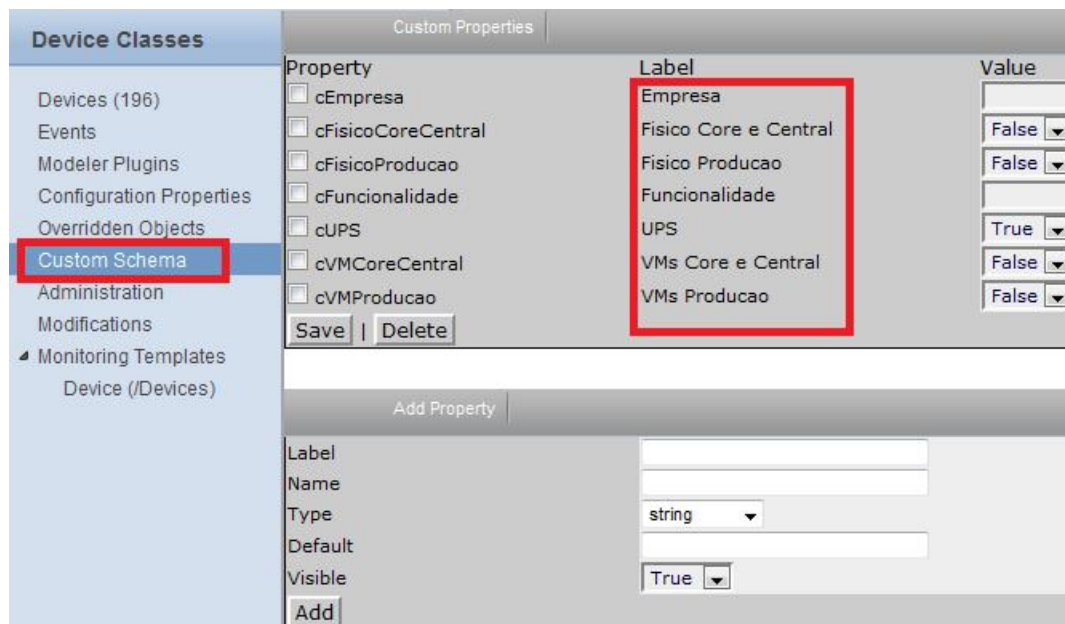 Device Classes
Devices (196)
Events
Modeler Plugins
Configuration Properties
Overridden Objects
Custom Schema
Administration
Modifications
Monitoring Templates
Device (/Devices)
Custom Properties
Property Label Value
cEmpresa Empresa
cFisicoCoreCentral Fisico Core e Central False
cFisicoProducao Fisico Producao False
cFuncionalidade Funcionalidade
cUPS UPS True
cVMCoreCentral VMs Core e Central False
cVMProducao VMs Producao False
Save | Delete
Add Property
Label
Name
Type string
Default
Visible True
Add